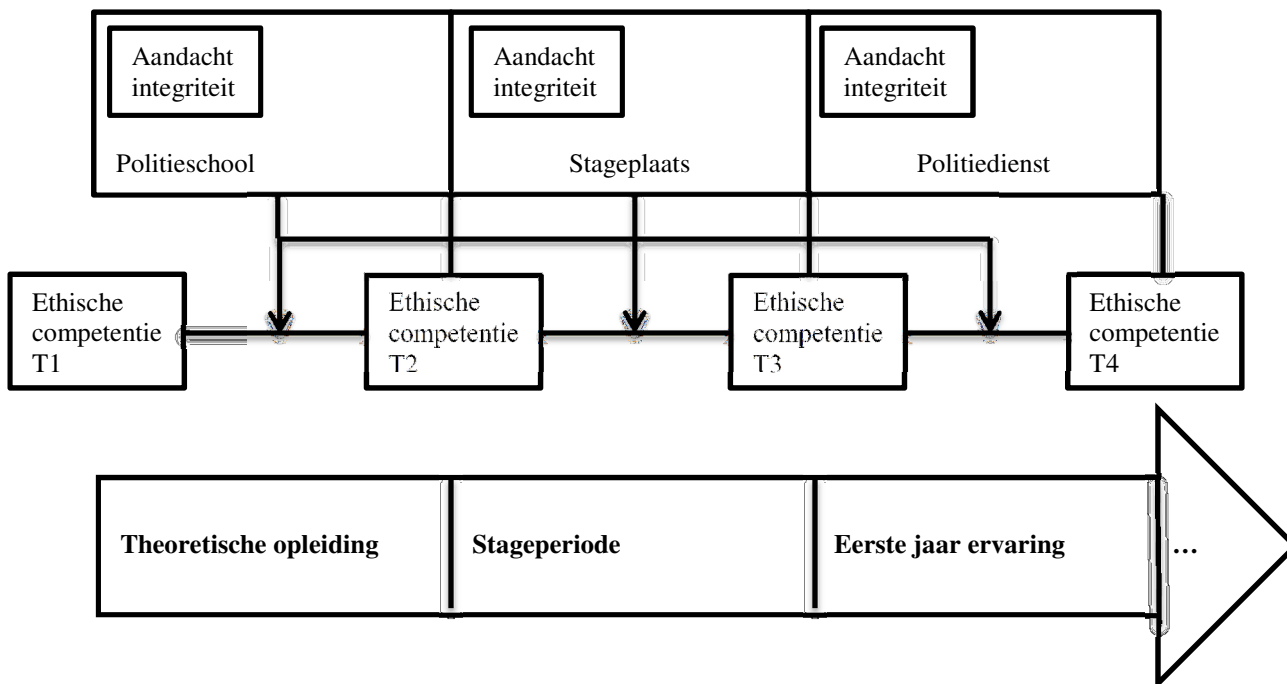 Aandacht
integriteit
Aandacht
integriteit
Aandacht
integriteit
Politieschool
Stageplaats
Politiedienst
Ethische
competentie
T1
Ethische
competentie
T2
Ethische
competentie
T3
Ethische
competentie
T4
Theoretische opleiding
Stageperiode
Eerste jaar ervaring
...